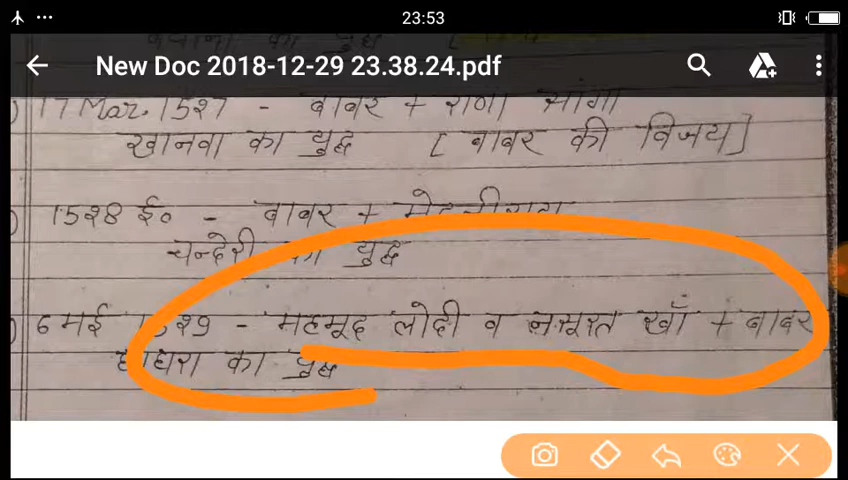 23:53
New Doc 2018-12-29 23.38.24.pdf
का युद्ध [
17 Mar. 1527 - बाबर + राणा सांगा
खानवा का युद्ध [बाबर की विजय]
1528 ई० - बाबर + मेदनीराय
चन्देरी का युद्ध
6 मई 1529 - महमूद लोदी व नुसरत खाँ + बाबर
घाघरा का युद्ध